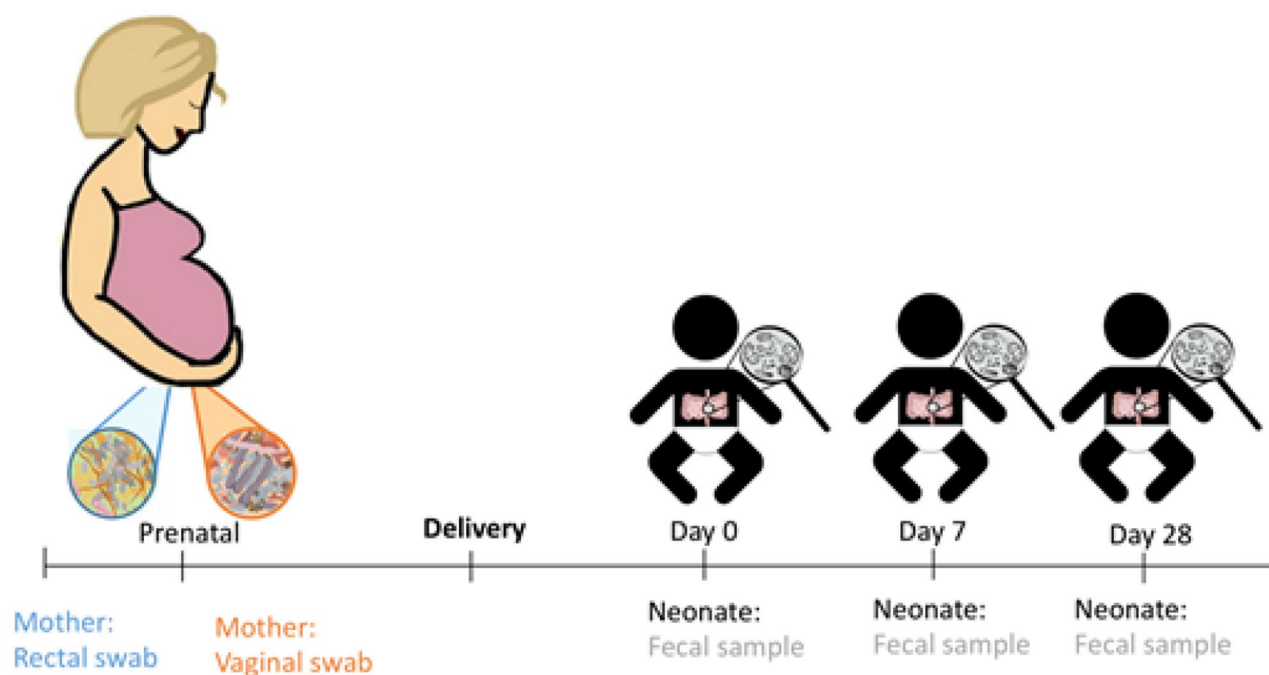 Prenatal
Delivery
Day 0
Day 7
Day 28
Mother:
Rectal swab
Mother:
Vaginal swab
Neonate:
Fecal sample
Neonate:
Fecal sample
Neonate:
Fecal sample